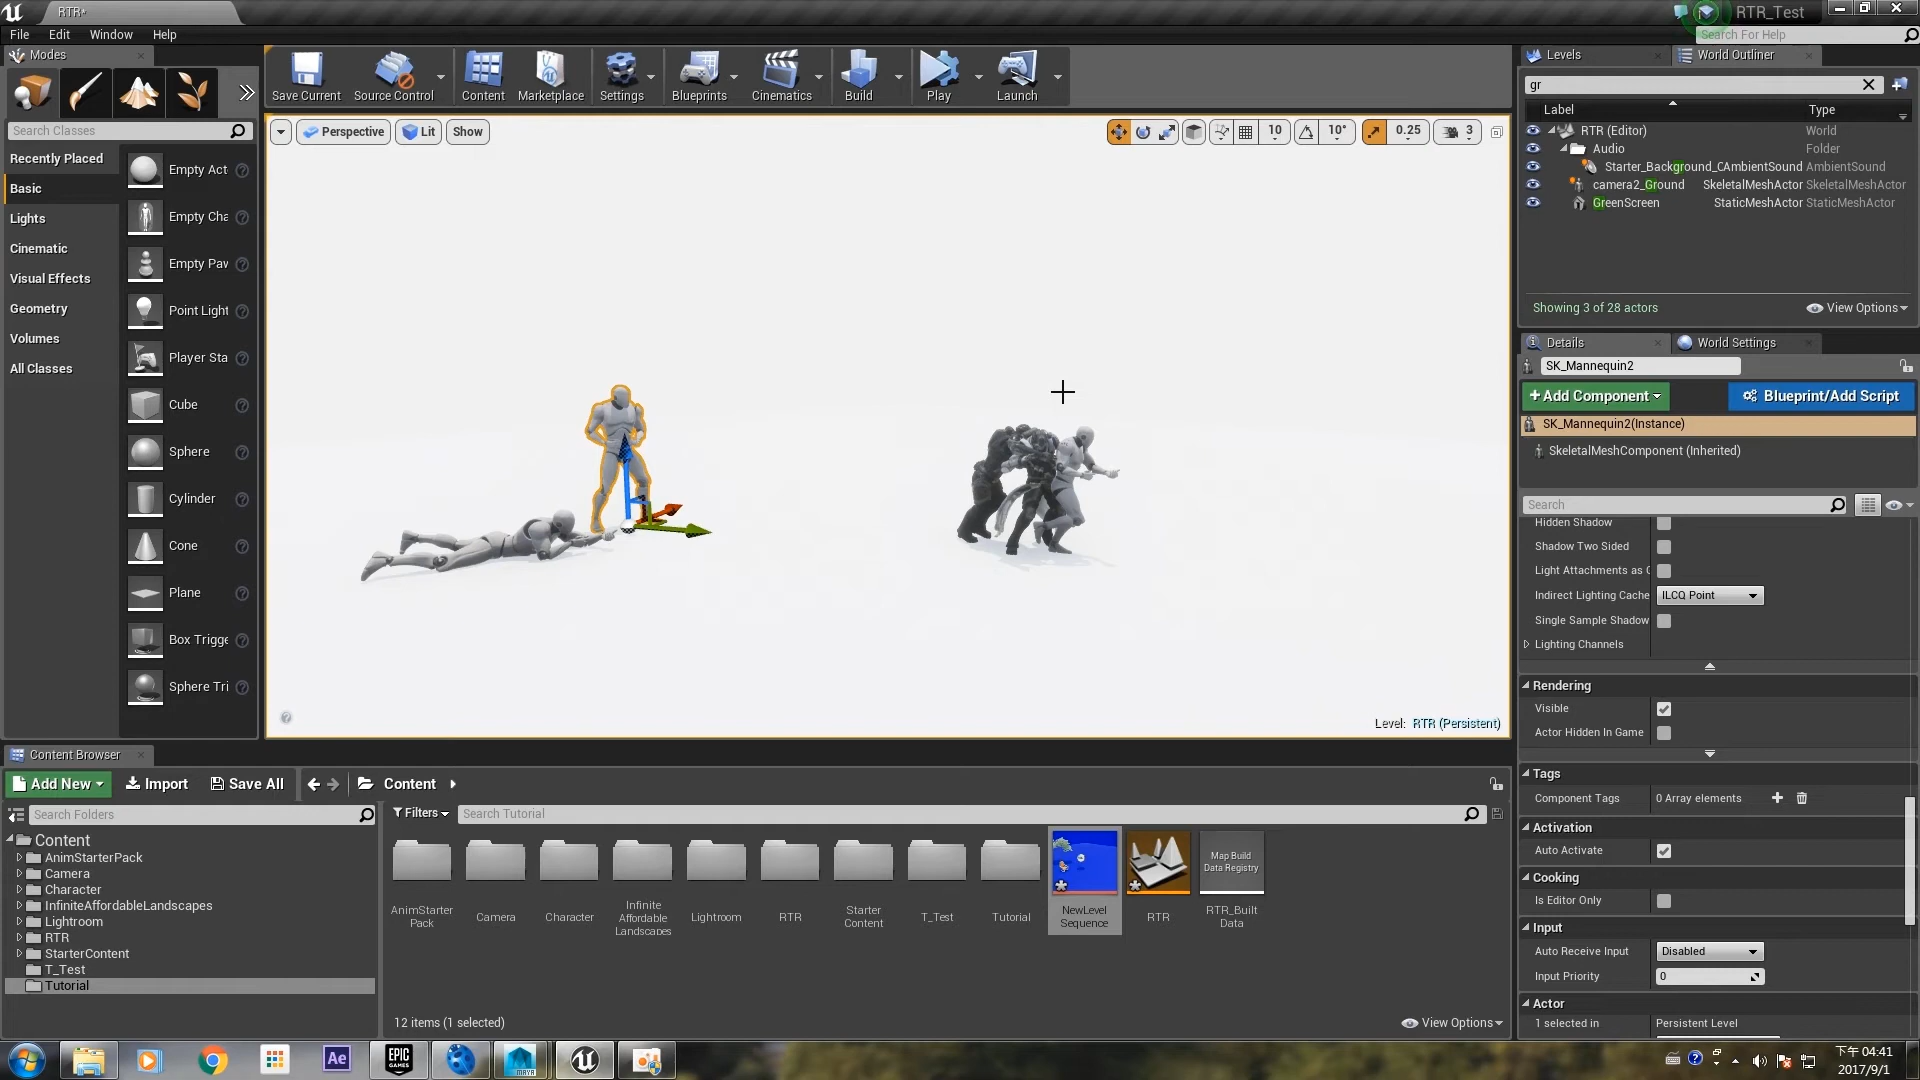 RTR*
RTR_Test
File Edit Window Help
Search For Help
Modes
Save Current
Source Control
Content
Marketplace
Settings
Blueprints
Cinematics
Build
Play
Launch
Levels
World Outliner
Search Classes
Recently Placed
Basic
Lights
Cinematic
Visual Effects
Geometry
Volumes
All Classes
Empty Act
Empty Cha
Empty Paw
Point Light
Player Sta
Cube
Sphere
Cylinder
Cone
Plane
Box Trigge
Sphere Tri
Perspective
Lit
Show
10
10°
0.25
3
Level: RTR (Persistent)
gr
Label Type
RTR (Editor) World
Audio Folder
Starter_Background_CAmbientSound AmbientSound
camera2_Ground SkeletalMeshActor SkeletalMeshActor
GreenScreen StaticMeshActor StaticMeshActor
Showing 3 of 28 actors
View Options
Details
World Settings
SK_Mannequin2
+Add Component
Blueprint/Add Script
SK_Mannequin2(Instance)
SkeletalMeshComponent (Inherited)
Search
Hidden Shadow
Shadow Two Sided
Light Attachments as G
Indirect Lighting Cache ILCQ Point
Single Sample Shadow
Lighting Channels
Rendering
Visible
Actor Hidden In Game
Tags
Component Tags 0 Array elements
Activation
Auto Activate
Cooking
Is Editor Only
Input
Auto Receive Input Disabled
Input Priority 0
Actor
1 selected in Persistent Level
Content Browser
Add New
Import
Save All
Content
Search Folders
Filters
Search Tutorial
Content
AnimStarterPack
Camera
Character
InfiniteAffordableLandscapes
Lightroom
RTR
StarterContent
T_Test
Tutorial
AnimStarter
Pack
Camera
Character
Infinite
Affordable
Landscapes
Lightroom
RTR
Starter
Content
T_Test
Tutorial
NewLevel
Sequence
RTR
Map Build
Data Registry
RTR_Built
Data
12 items (1 selected)
View Options
Ae
EPIC
GAMES
MAYA
下午 04:41
2017/9/1